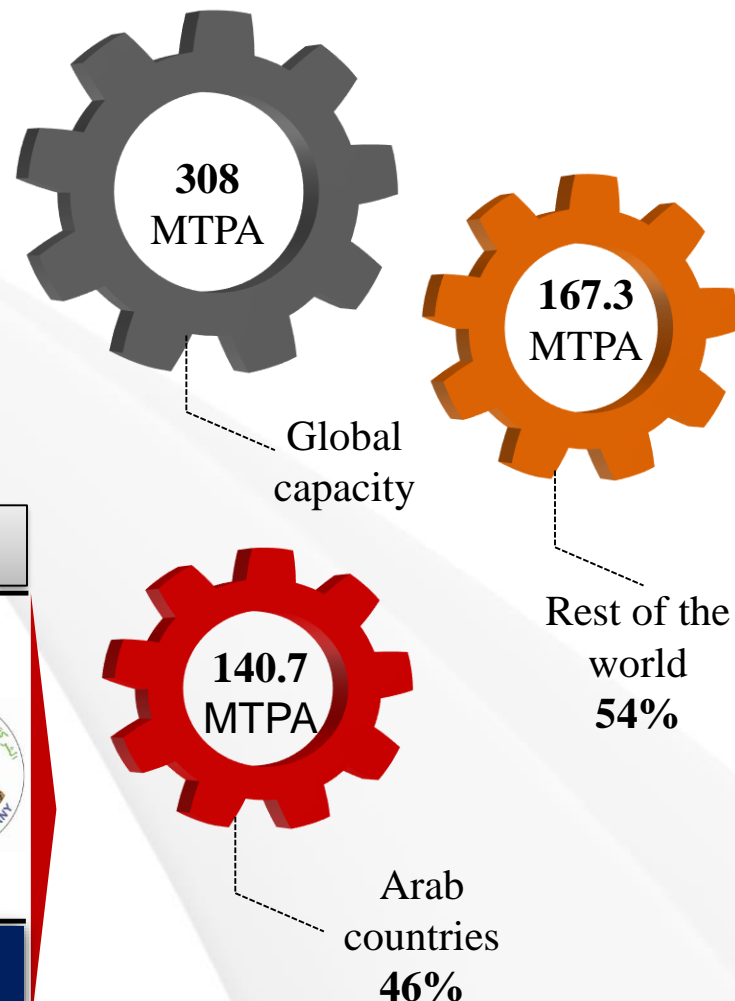 308
MTPA
167.3
MTPA
Global
capacity
Rest of the
world
54%
140.7
MTPA
Arab
countries
46%